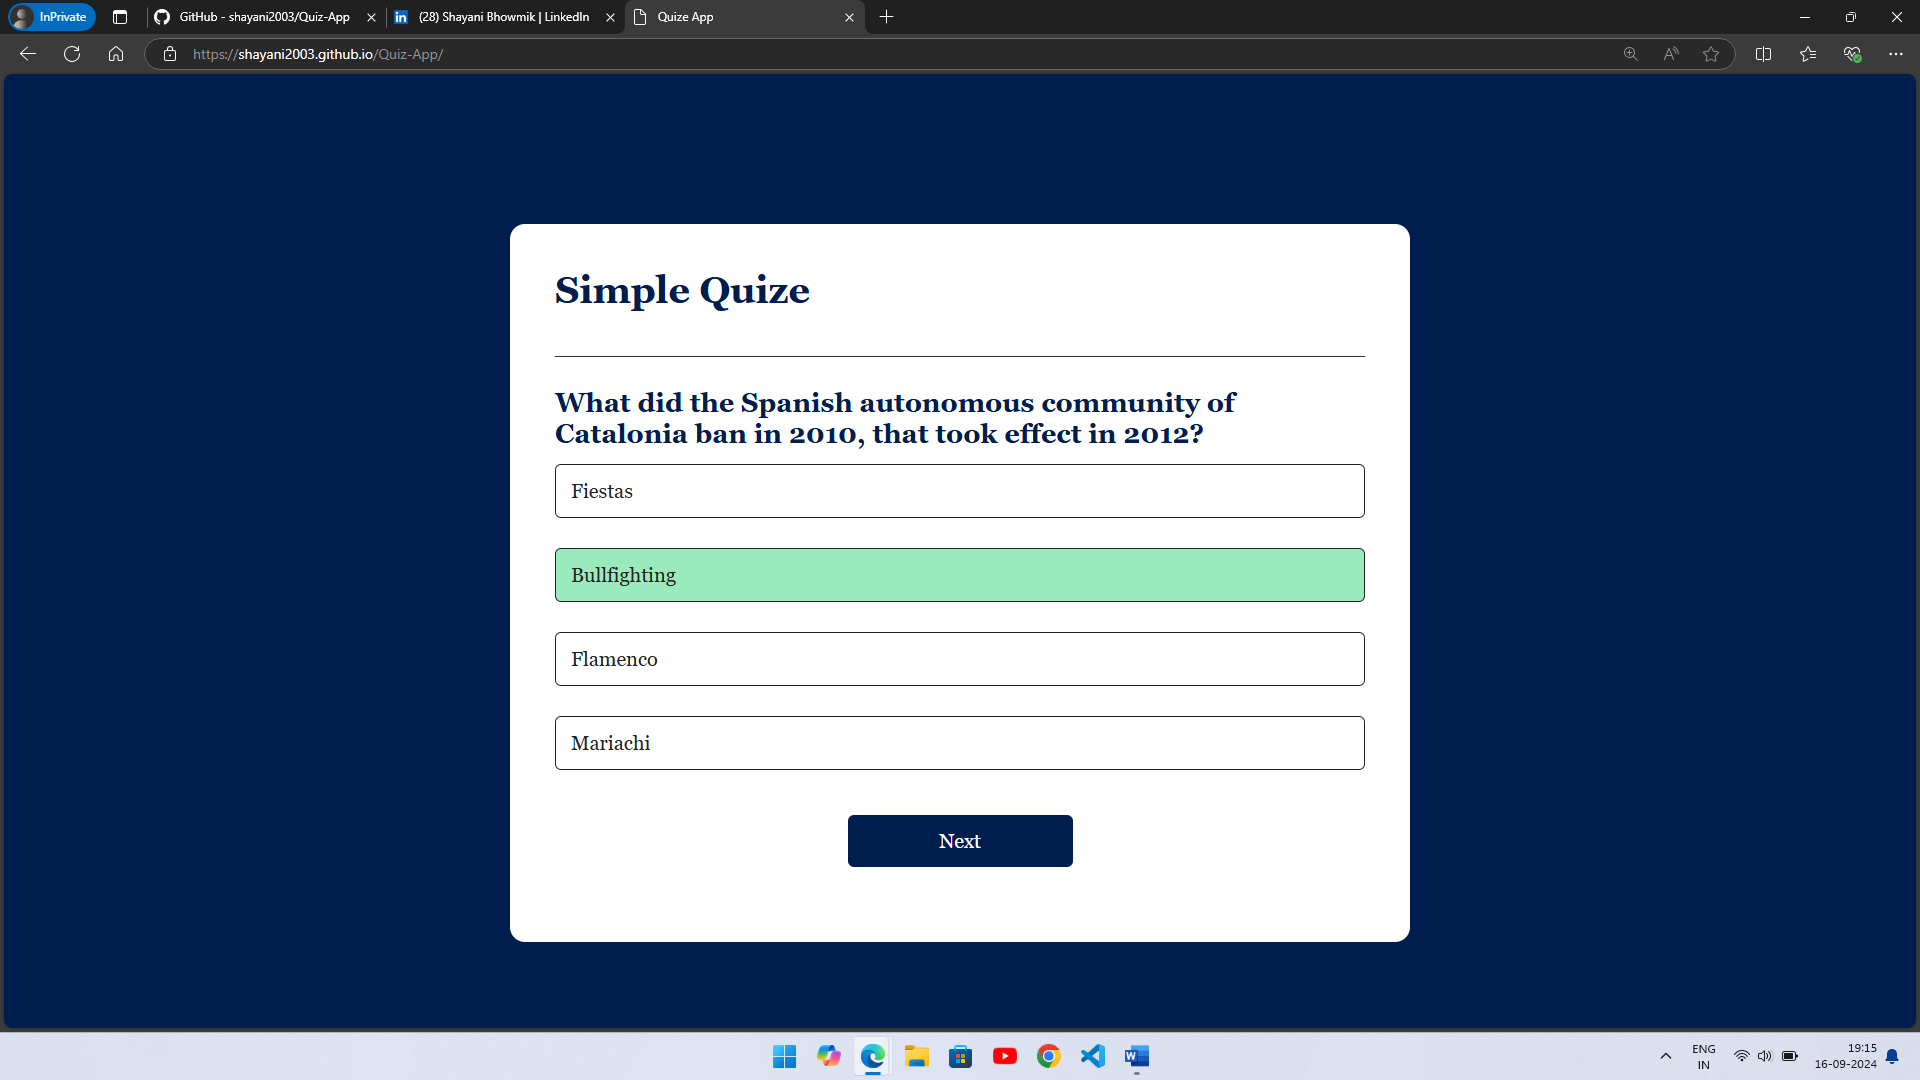 InPrivate
GitHub - shayani2003/Quiz-App
(28) Shayani Bhowmik | LinkedIn
Quize App
https://shayani2003.github.io/Quiz-App/
Simple Quize
What did the Spanish autonomous community of
Catalonia ban in 2010, that took effect in 2012?
Fiestas
Bullfighting
Flamenco
Mariachi
Next
ENG
IN
19:15
16-09-2024